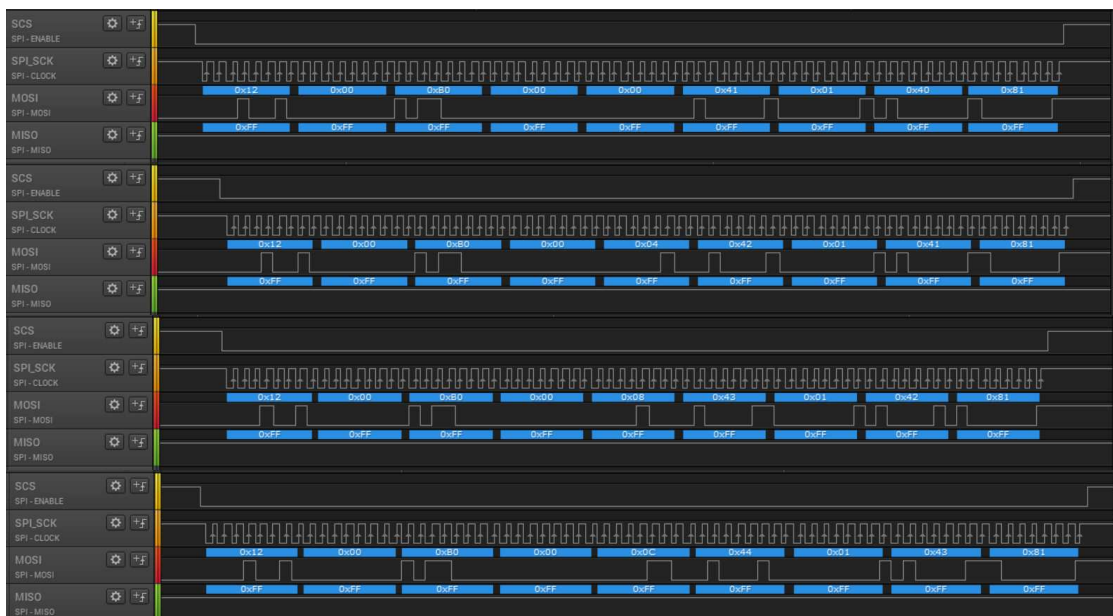 SCS
SPI - ENABLE
SPI_SCK
SPI - CLOCK
0x12 0x00 0xB0 0x00 0x00 0x41 0x01 0x40 0x81
MOSI
SPI - MOSI
0xFF 0xFF 0xFF 0xFF 0xFF 0xFF 0xFF 0xFF 0xFF
MISO
SPI - MISO
SCS
SPI - ENABLE
SPI_SCK
SPI - CLOCK
0x12 0x00 0xB0 0x00 0x04 0x42 0x01 0x41 0x81
MOSI
SPI - MOSI
0xFF 0xFF 0xFF 0xFF 0xFF 0xFF 0xFF 0xFF 0xFF
MISO
SPI - MISO
SCS
SPI - ENABLE
SPI_SCK
SPI - CLOCK
0x12 0x00 0xB0 0x00 0x08 0x43 0x01 0x42 0x81
MOSI
SPI - MOSI
0xFF 0xFF 0xFF 0xFF 0xFF 0xFF 0xFF 0xFF 0xFF
MISO
SPI - MISO
SCS
SPI - ENABLE
SPI_SCK
SPI - CLOCK
0x12 0x00 0xB0 0x00 0x0C 0x44 0x01 0x43 0x81
MOSI
SPI - MOSI
0xFF 0xFF 0xFF 0xFF 0xFF 0xFF 0xFF 0xFF 0xFF
MISO
SPI - MISO